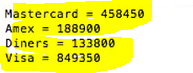 Mastercard = 458450
Amex = 188900
Diners = 133800
Visa = 849350